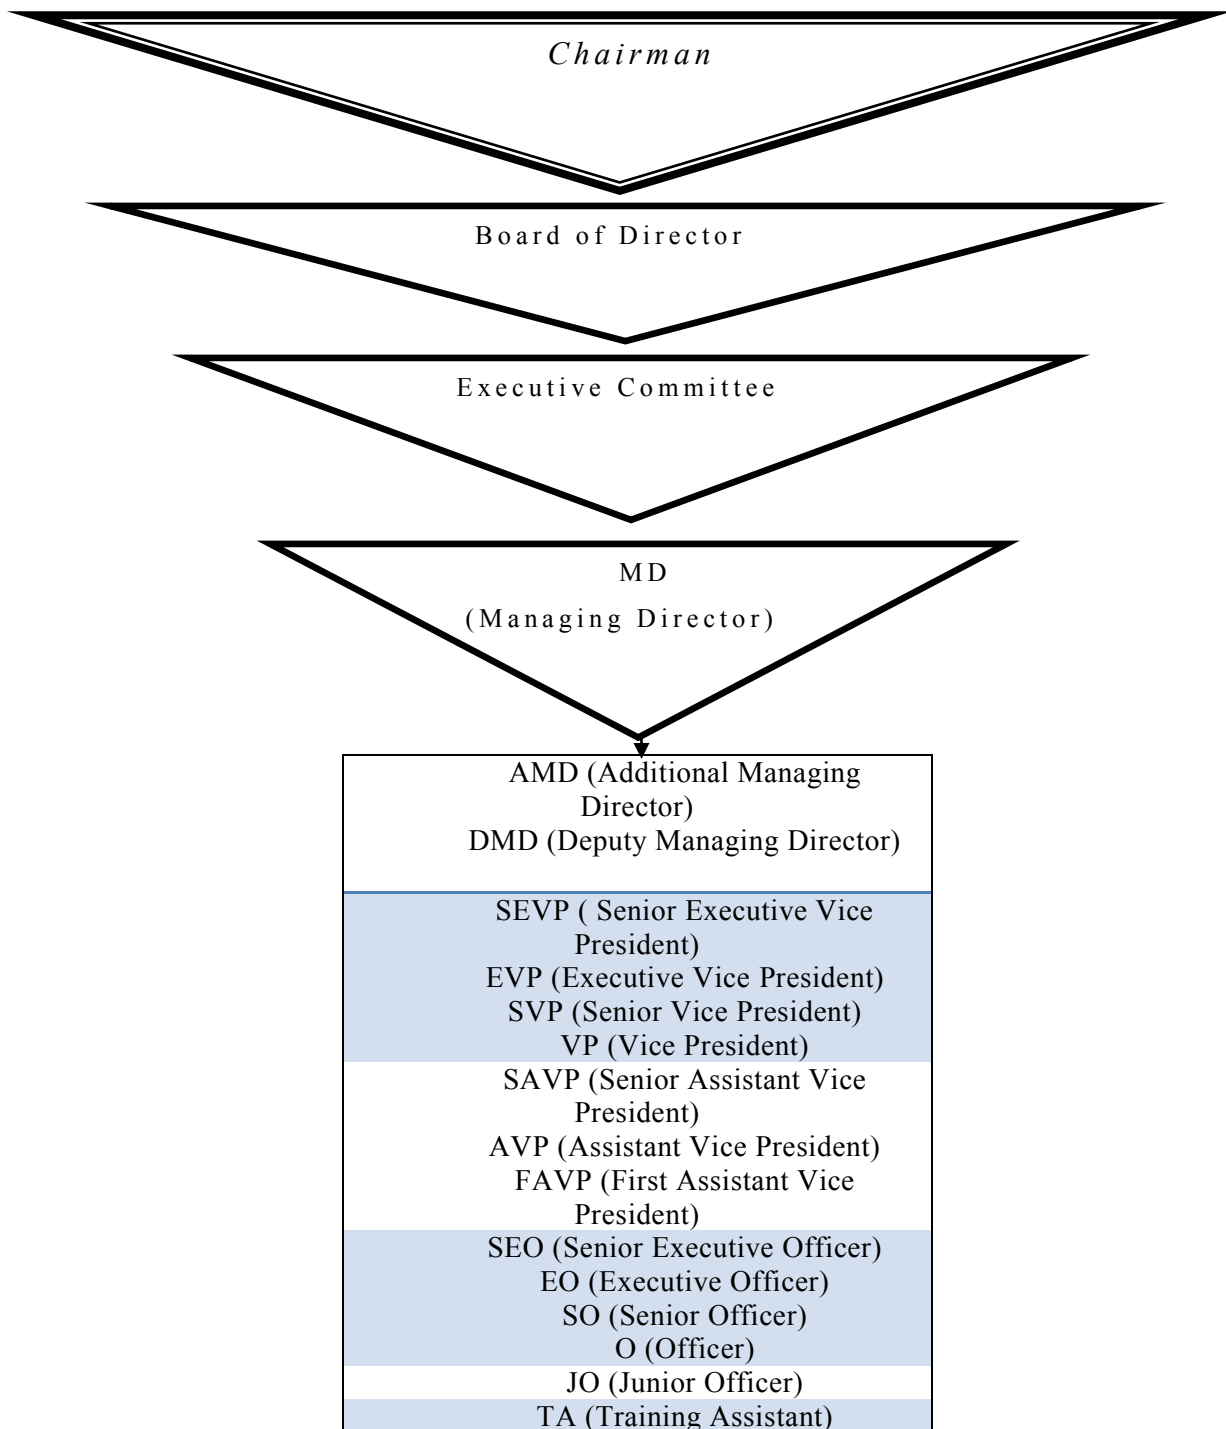 Chairman
Board of Director
Executive Committee
MD
(Managing Director)
AMD (Additional Managing
Director)
DMD (Deputy Managing Director)
SEVP ( Senior Executive Vice
President)
EVP (Executive Vice President)
SVP (Senior Vice President)
VP (Vice President)
SAVP (Senior Assistant Vice
President)
AVP (Assistant Vice President)
FAVP (First Assistant Vice
President)
SEO (Senior Executive Officer)
EO (Executive Officer)
SO (Senior Officer)
O (Officer)
JO (Junior Officer)
TA (Training Assistant)